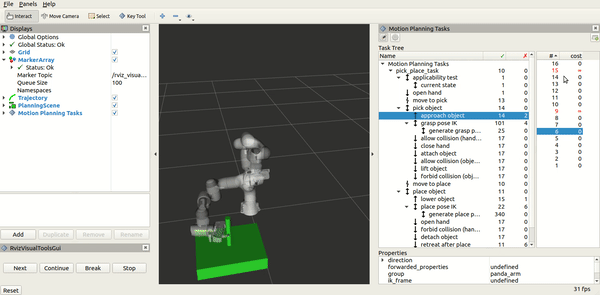 File Panels Help
Interact Move Camera Select Key Tool
Displays
Global Options
Global Status: Ok
Grid
MarkerArray
Status: Ok
Marker Topic /rviz_visual...
Queue Size 100
Namespaces
Trajectory
PlanningScene
Motion Planning Tasks
Add Duplicate Remove Rename
RvizVisualToolsGui
Next Continue Break Stop
Reset
Motion Planning Tasks
Task Tree
Name ✓ ✗
Motion Planning Tasks
pick_place_task 10 0
applicability test 1 0
current state 1 0
open hand 1 0
move to pick 13 0
pick object 14 0
approach object 14 2
grasp pose IK 101 4
generate grasp p... 25 0
allow collision (han... 17 0
close hand 17 0
attach object 17 0
allow collision (obje... 17 0
lift object 17 0
forbid collision (obj... 17 0
move to place 10 0
place object 11 0
lower object 15 1
place pose IK 22 6
generate place p... 340 0
open hand 11 0
forbid collision (han... 11 0
detach object 11 0
retreat after place 11 6
# cost
16 0
15 ∞
14 0
13 0
12 0
11 0
10 0
9 ∞
8 0
7 0
6 0
5 0
4 0
3 0
2 0
1 0
Properties
direction
forwarded_properties undefined
group panda_arm
ik_frame undefined
31 fps